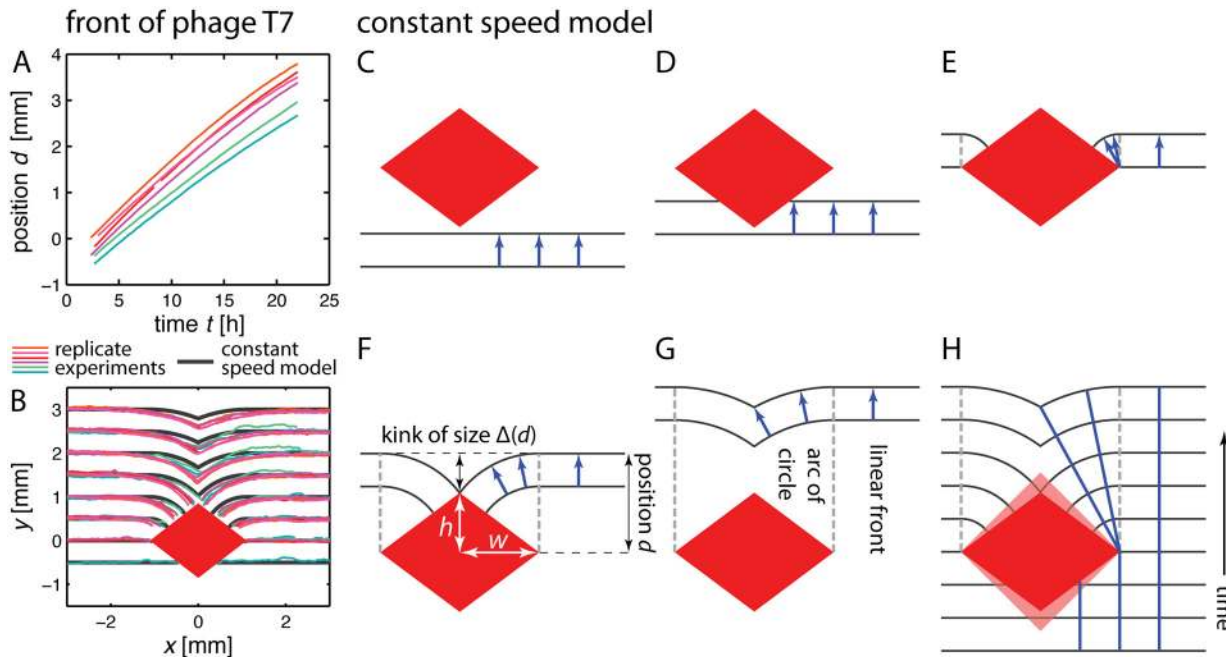 front of phage T7
constant speed model
A
position d [mm]
4
3
2
1
0
−1
0
5
10
15
20
25
time t [h]
replicate
experiments
constant
speed model
B
y [mm]
3
2
1
0
−1
−2
0
2
x [mm]
C
D
E
F
kink of size Δ(d)
h
w
position d
G
arc of
circle
linear front
H
time